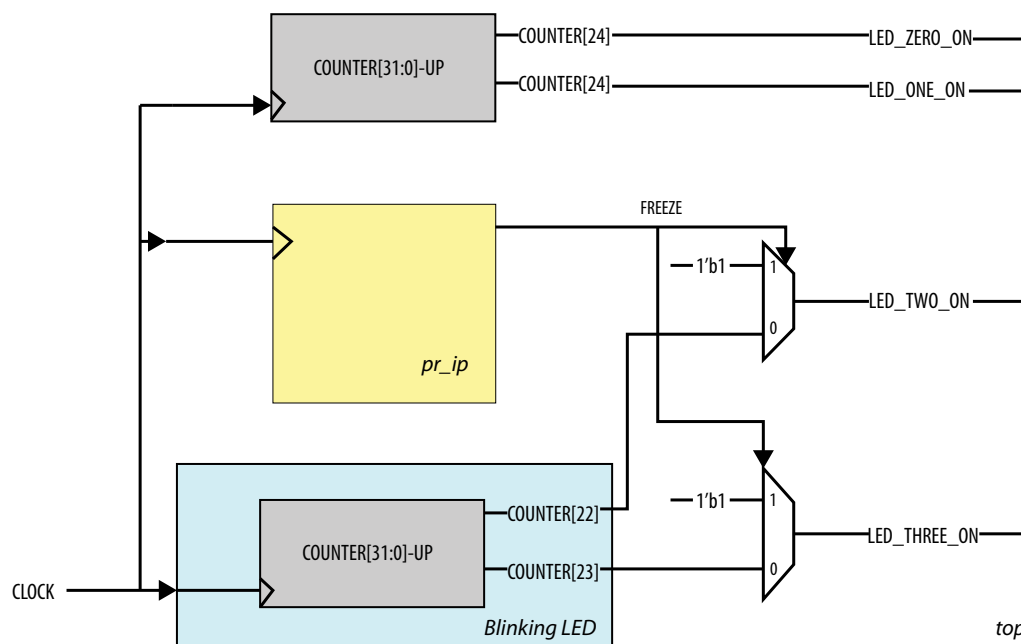 COUNTER[31:0]-UP
COUNTER[24]
LED_ZERO_ON
COUNTER[24]
LED_ONE_ON
FREEZE
1'b1
1
LED_TWO_ON
0
pr_ip
1'b1
1
COUNTER[22]
COUNTER[31:0]-UP
LED_THREE_ON
COUNTER[23]
0
CLOCK
Blinking LED
top